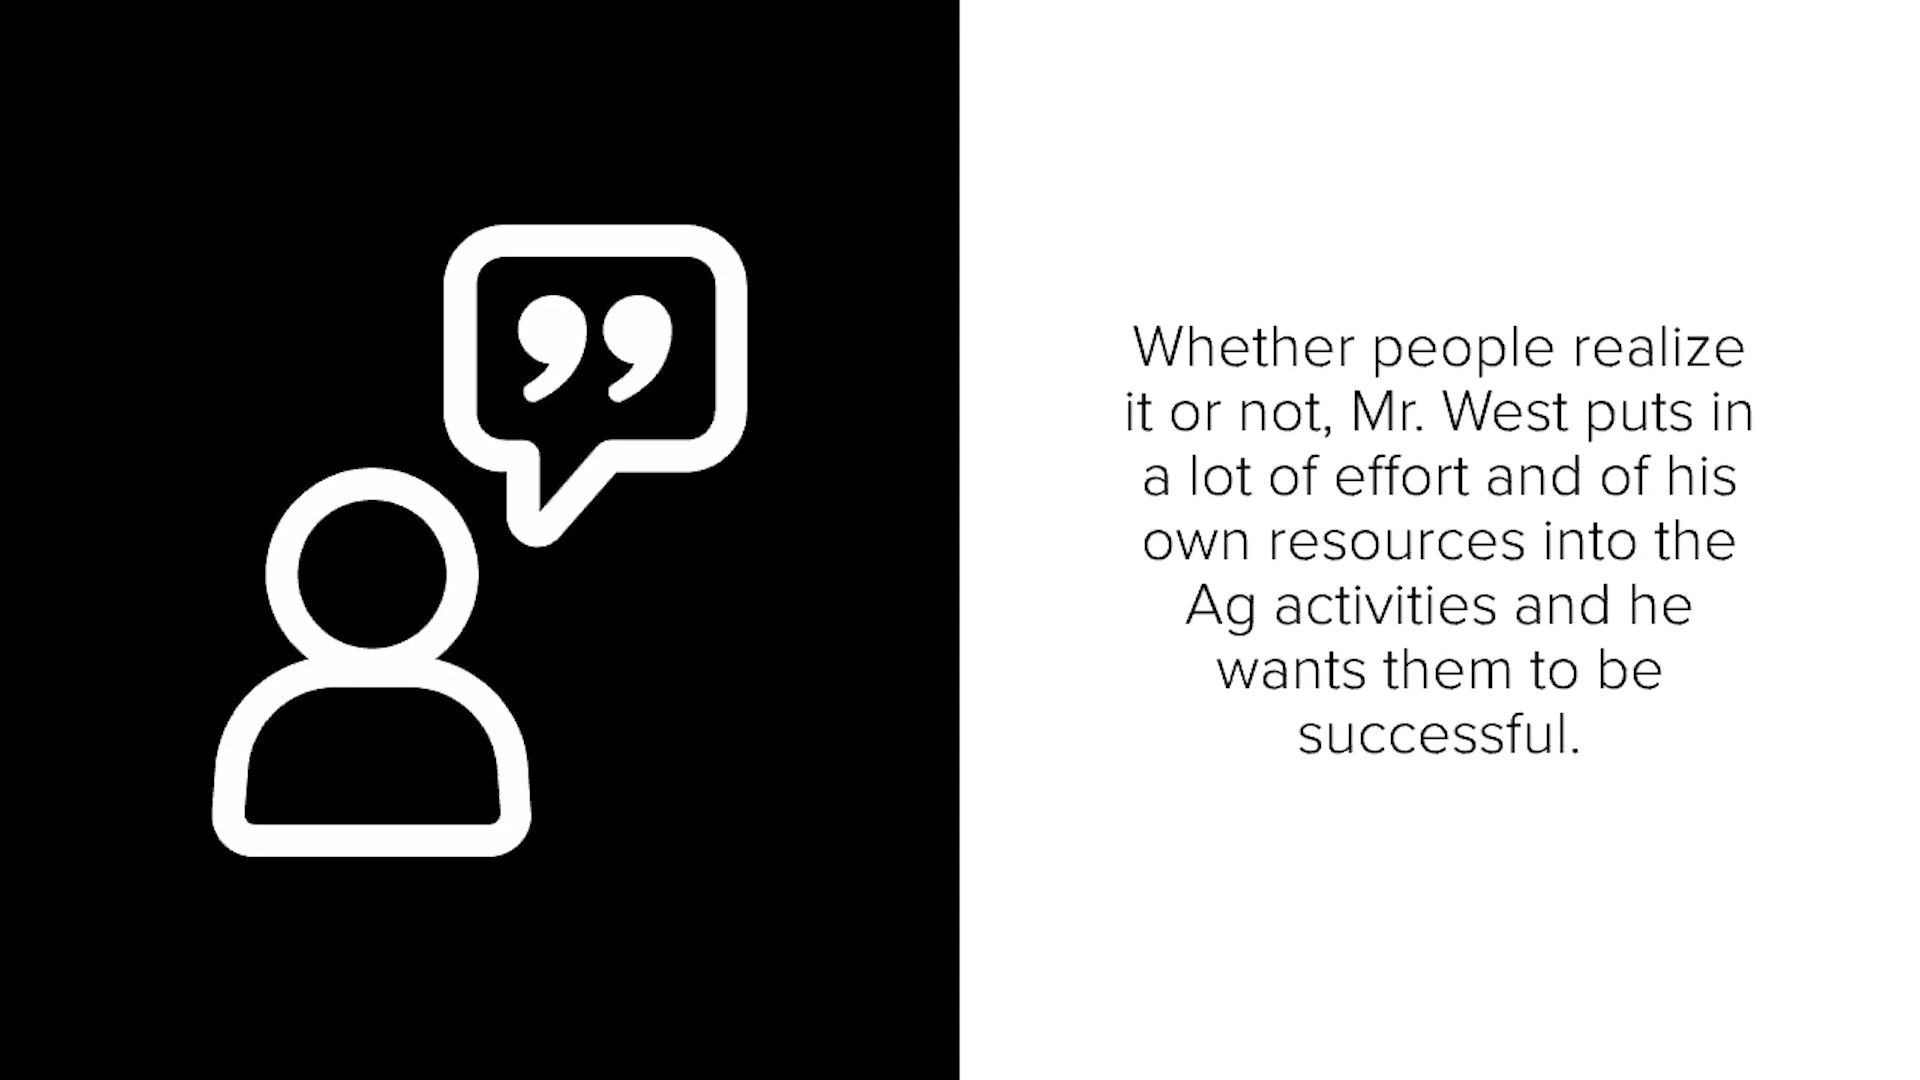 Whether people realize
it or not, Mr. West puts in
a lot of effort and of his
own resources into the
Ag activities and he
wants them to be
successful.